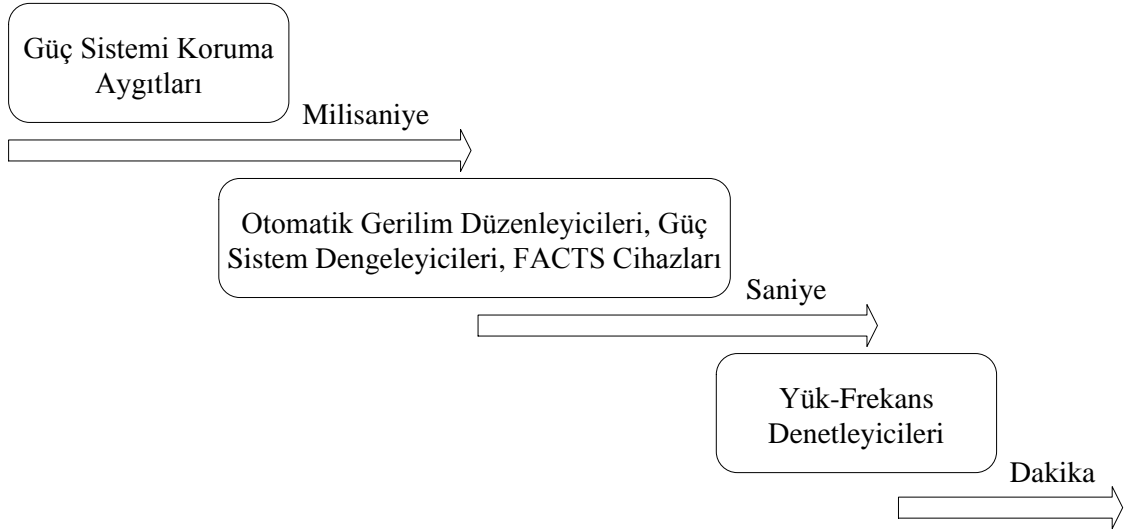 Güç Sistemi Koruma
Aygıtları
Milisaniye
Otomatik Gerilim Düzenleyicileri, Güç
Sistem Dengeleyicileri, FACTS Cihazları
Saniye
Yük-Frekans
Denetleyicileri
Dakika